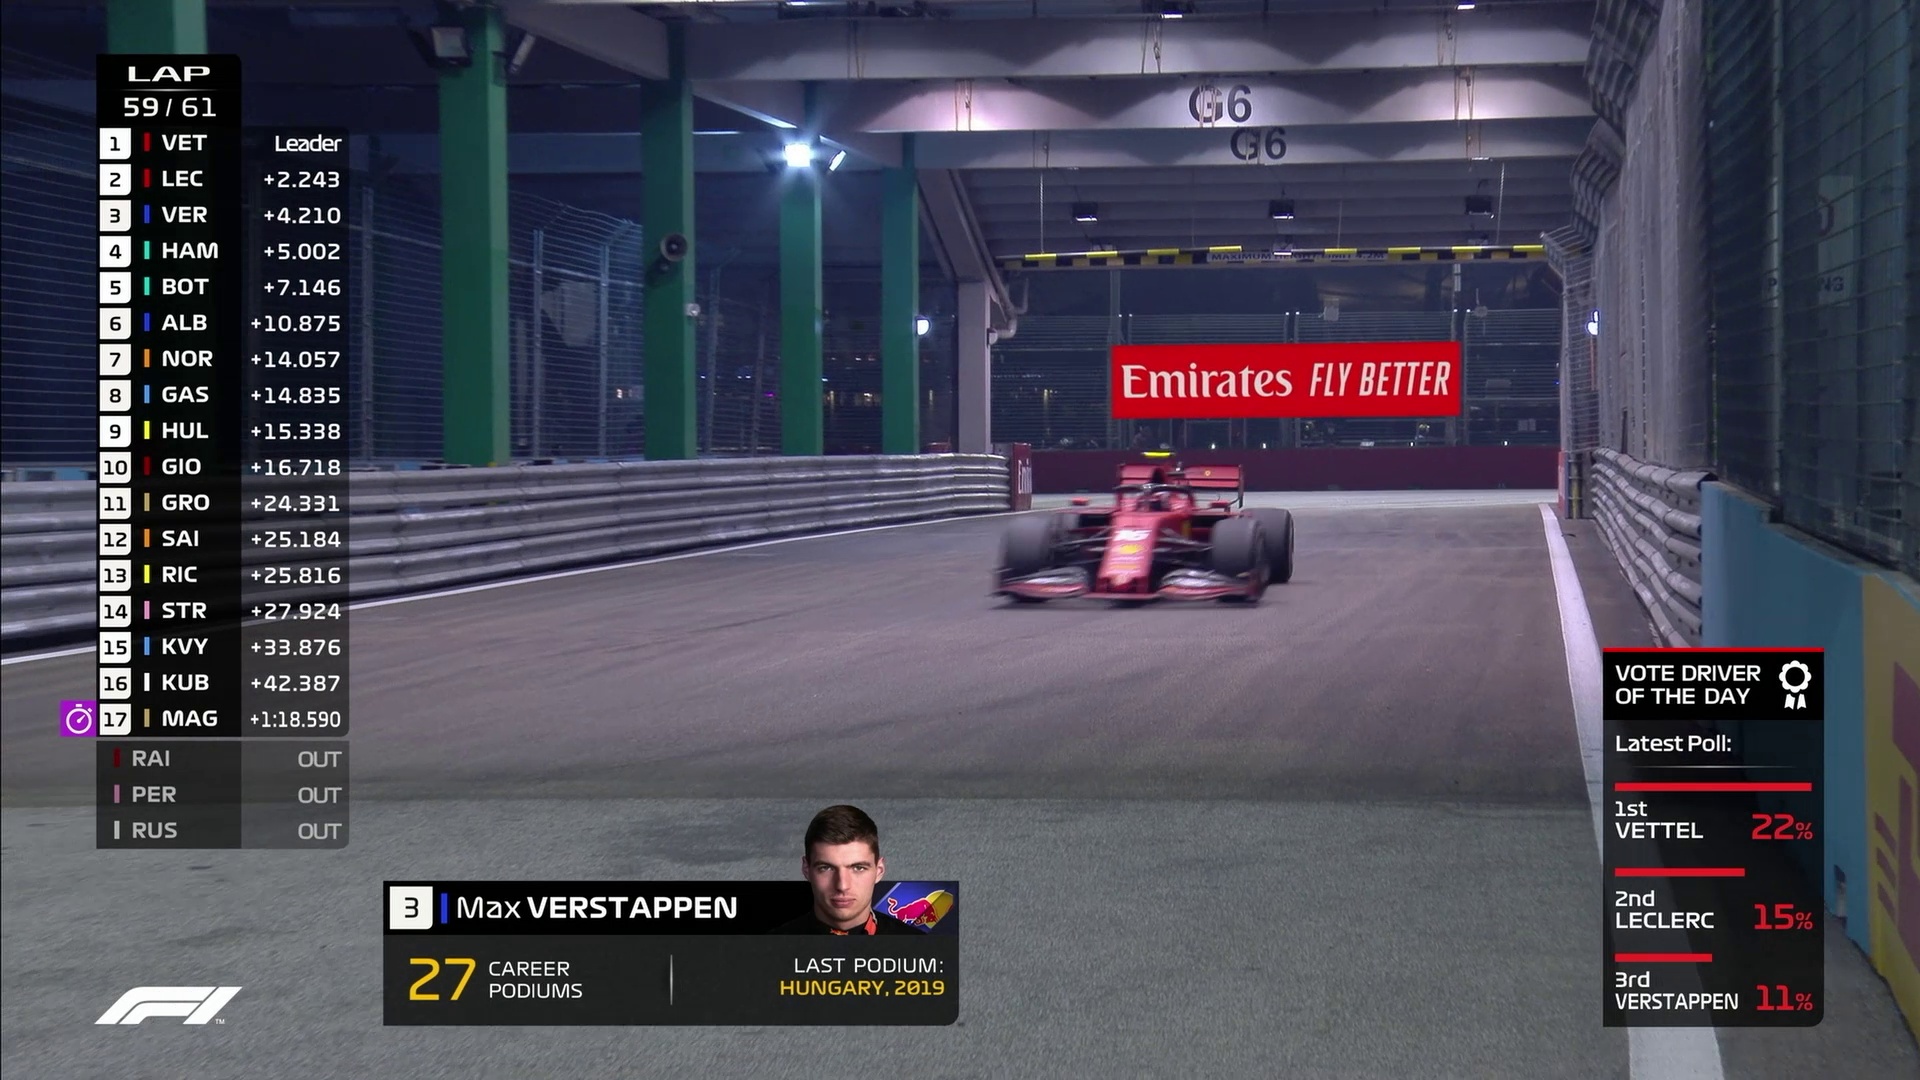 LAP
59/61
1 VET Leader
2 LEC +2.243
3 VER +4.210
4 HAM +5.002
5 BOT +7.146
6 ALB +10.875
7 NOR +14.057
8 GAS +14.835
9 HUL +15.338
10 GIO +16.718
11 GRO +24.331
12 SAI +25.184
13 RIC +25.816
14 STR +27.924
15 KVY +33.876
16 KUB +42.387
17 MAG +1:18.590
RAI OUT
PER OUT
RUS OUT
G6
G6
Emirates FLY BETTER
16
3 Max VERSTAPPEN
27 CAREER
PODIUMS
LAST PODIUM:
HUNGARY, 2019
F1
TM
VOTE DRIVER
OF THE DAY
Latest Poll:
1st
VETTEL 22%
2nd
LECLERC 15%
3rd
VERSTAPPEN 11%